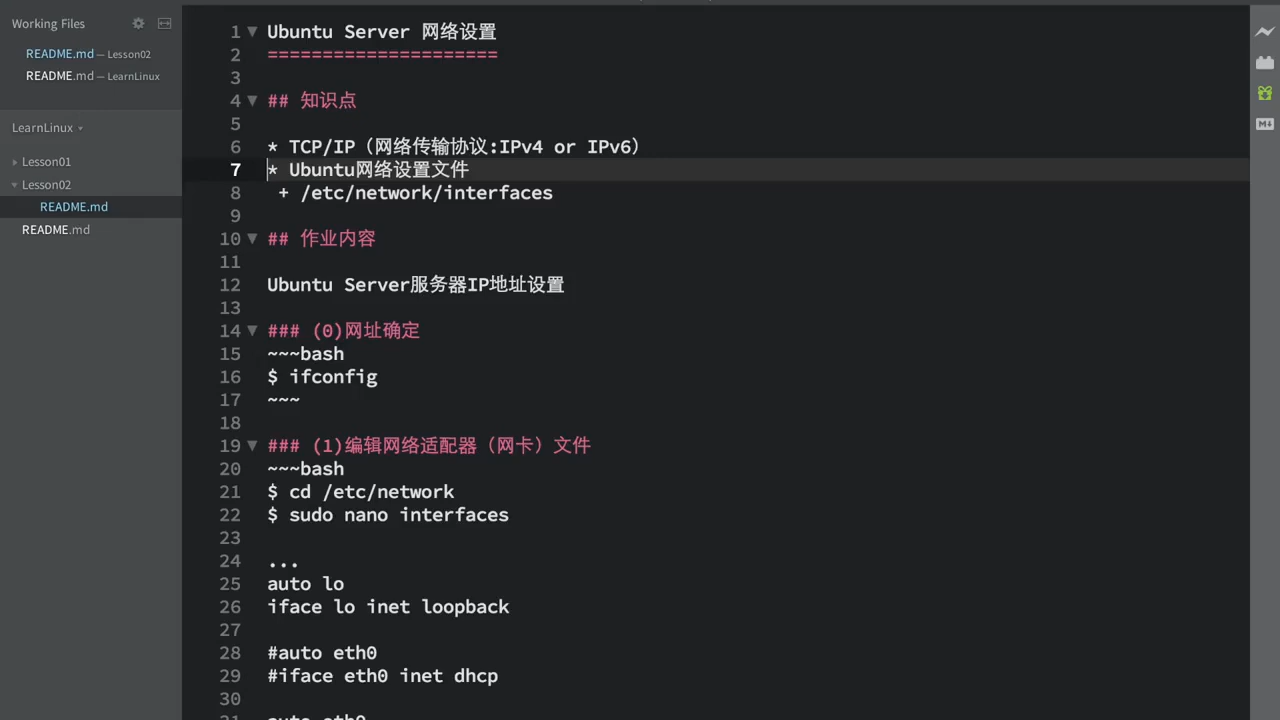 Working Files
README.md — Lesson02
README.md — LearnLinux
LearnLinux
Lesson01
Lesson02
README.md
README.md
1 Ubuntu Server 网络设置
2 =====================
3
4 ## 知识点
5
6 * TCP/IP（网络传输协议:IPv4 or IPv6）
7 * Ubuntu网络设置文件
8  + /etc/network/interfaces
9
10 ## 作业内容
11
12 Ubuntu Server服务器IP地址设置
13
14 ### (0)网址确定
15 ~~~bash
16 $ ifconfig
17 ~~~
18
19 ### (1)编辑网络适配器（网卡）文件
20 ~~~bash
21 $ cd /etc/network
22 $ sudo nano interfaces
23
24 ...
25 auto lo
26 iface lo inet loopback
27
28 #auto eth0
29 #iface eth0 inet dhcp
30
31 auto eth0
M↓